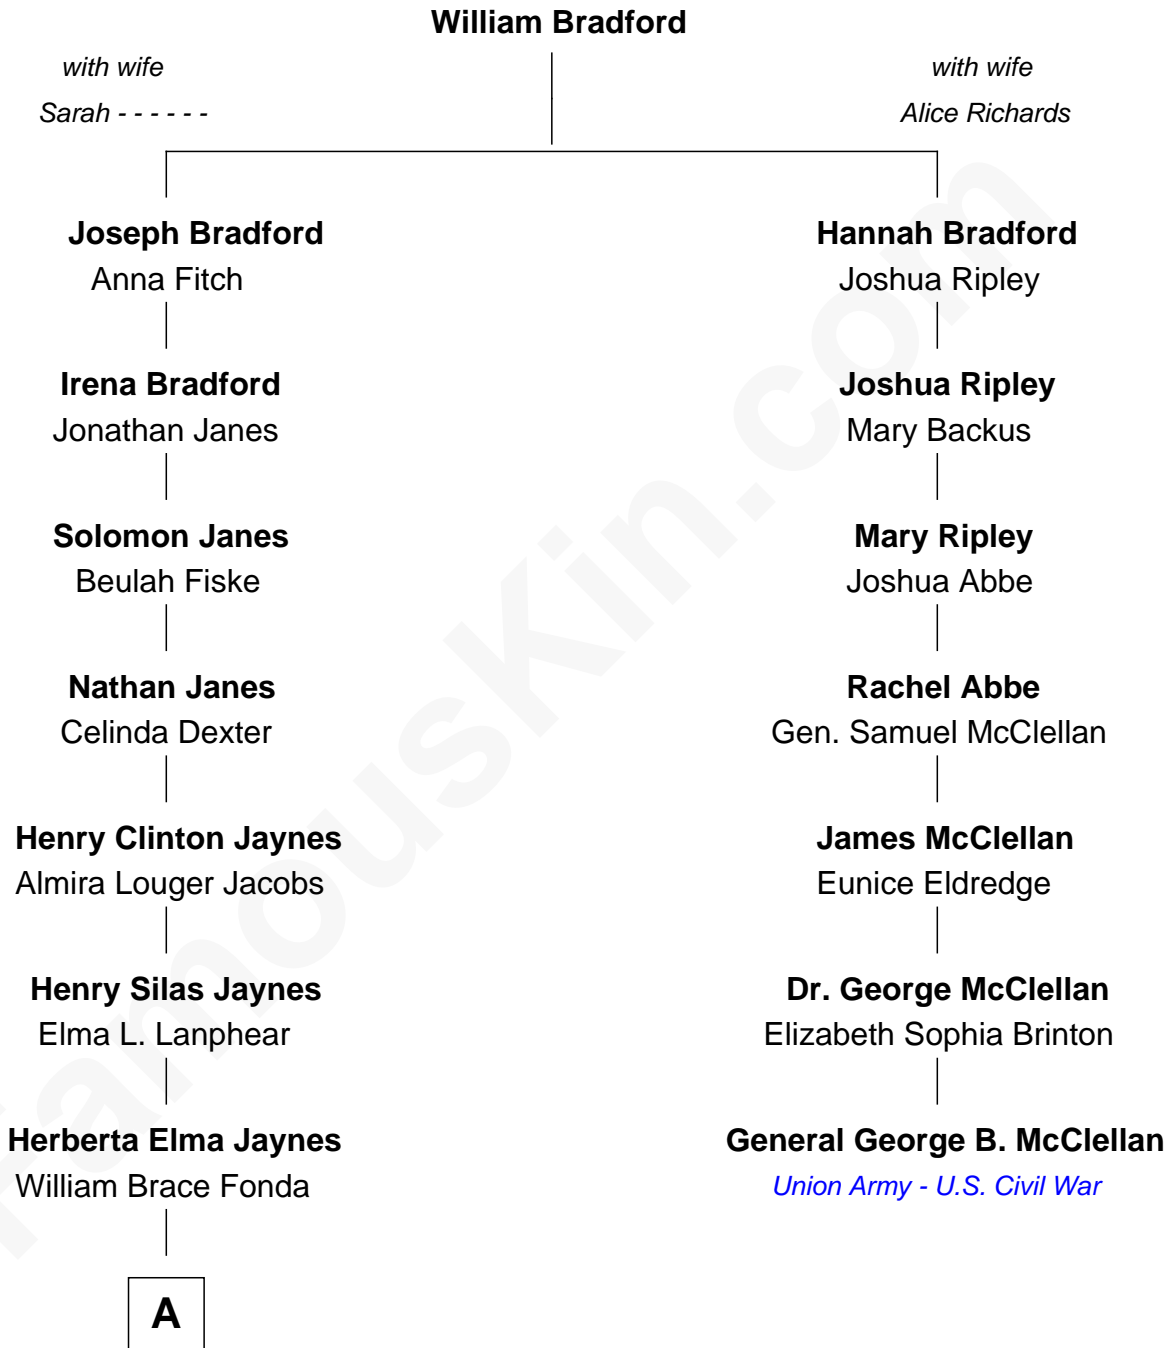 William Bradford
with wife
with wife
Sarah - - - - - -
Alice Richards
Joseph Bradford
Hannah Bradford
Anna Fitch
Joshua Ripley
Irena Bradford
Joshua Ripley
Jonathan Janes
Mary Backus
Solomon Janes
Mary Ripley
Beulah Fiske
Joshua Abbe
Nathan Janes
Rachel Abbe
Celinda Dexter
Gen. Samuel McClellan
Henry Clinton Jaynes
James McClellan
Almira Louger Jacobs
Eunice Eldredge
Henry Silas Jaynes
Dr. George McClellan
Elma L. Lanphear
Elizabeth Sophia Brinton
Herberta Elma Jaynes
General George B. McClellan
William Brace Fonda
Union Army - U.S. Civil War
A
FamousKin.com